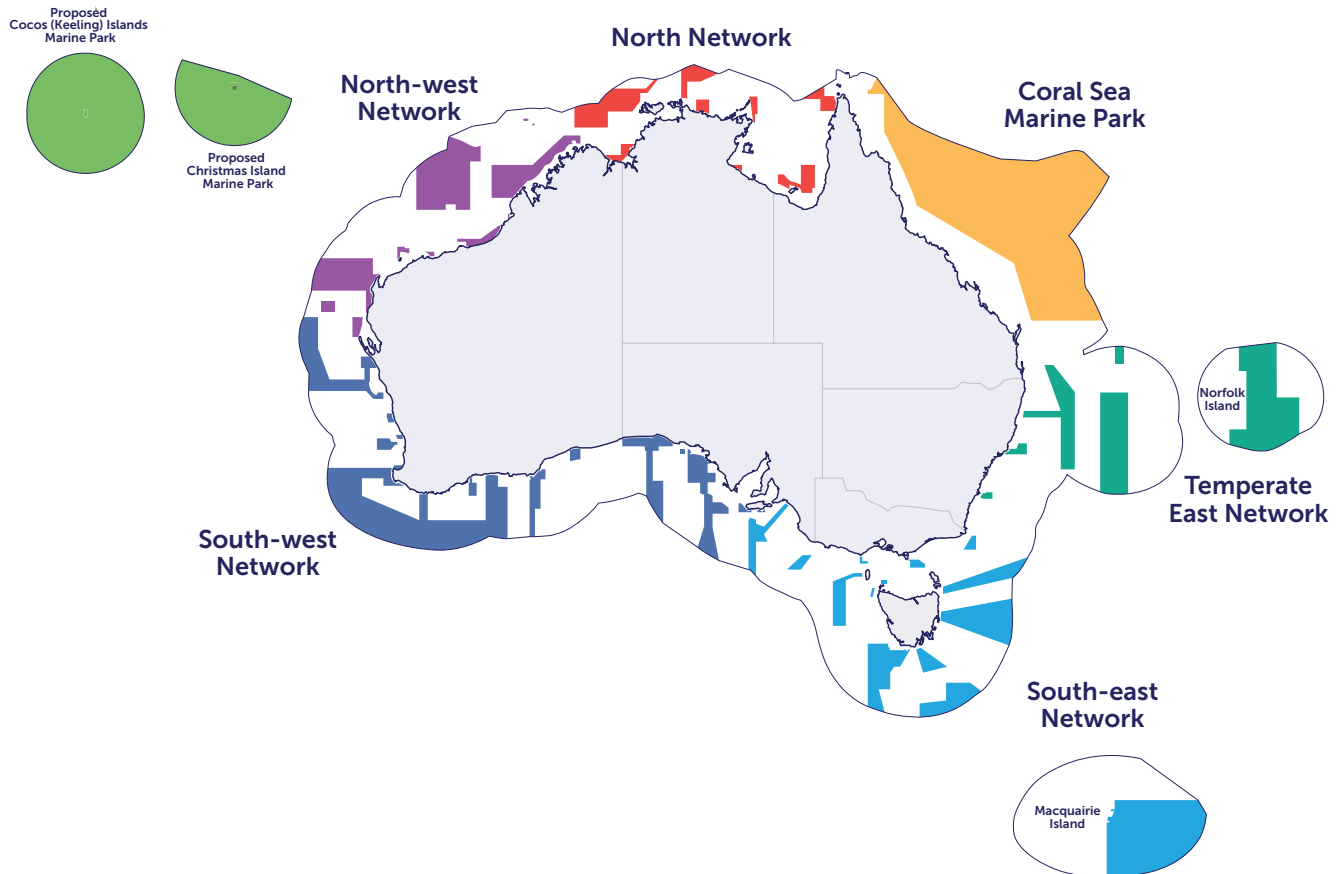 Proposed
Cocos (Keeling) Islands
Marine Park
North Network
North-west
Network
Coral Sea
Marine Park
Proposed
Christmas Island
Marine Park
Norfolk
Island
Temperate
East Network
South-west
Network
South-east
Network
Macquairie
Island